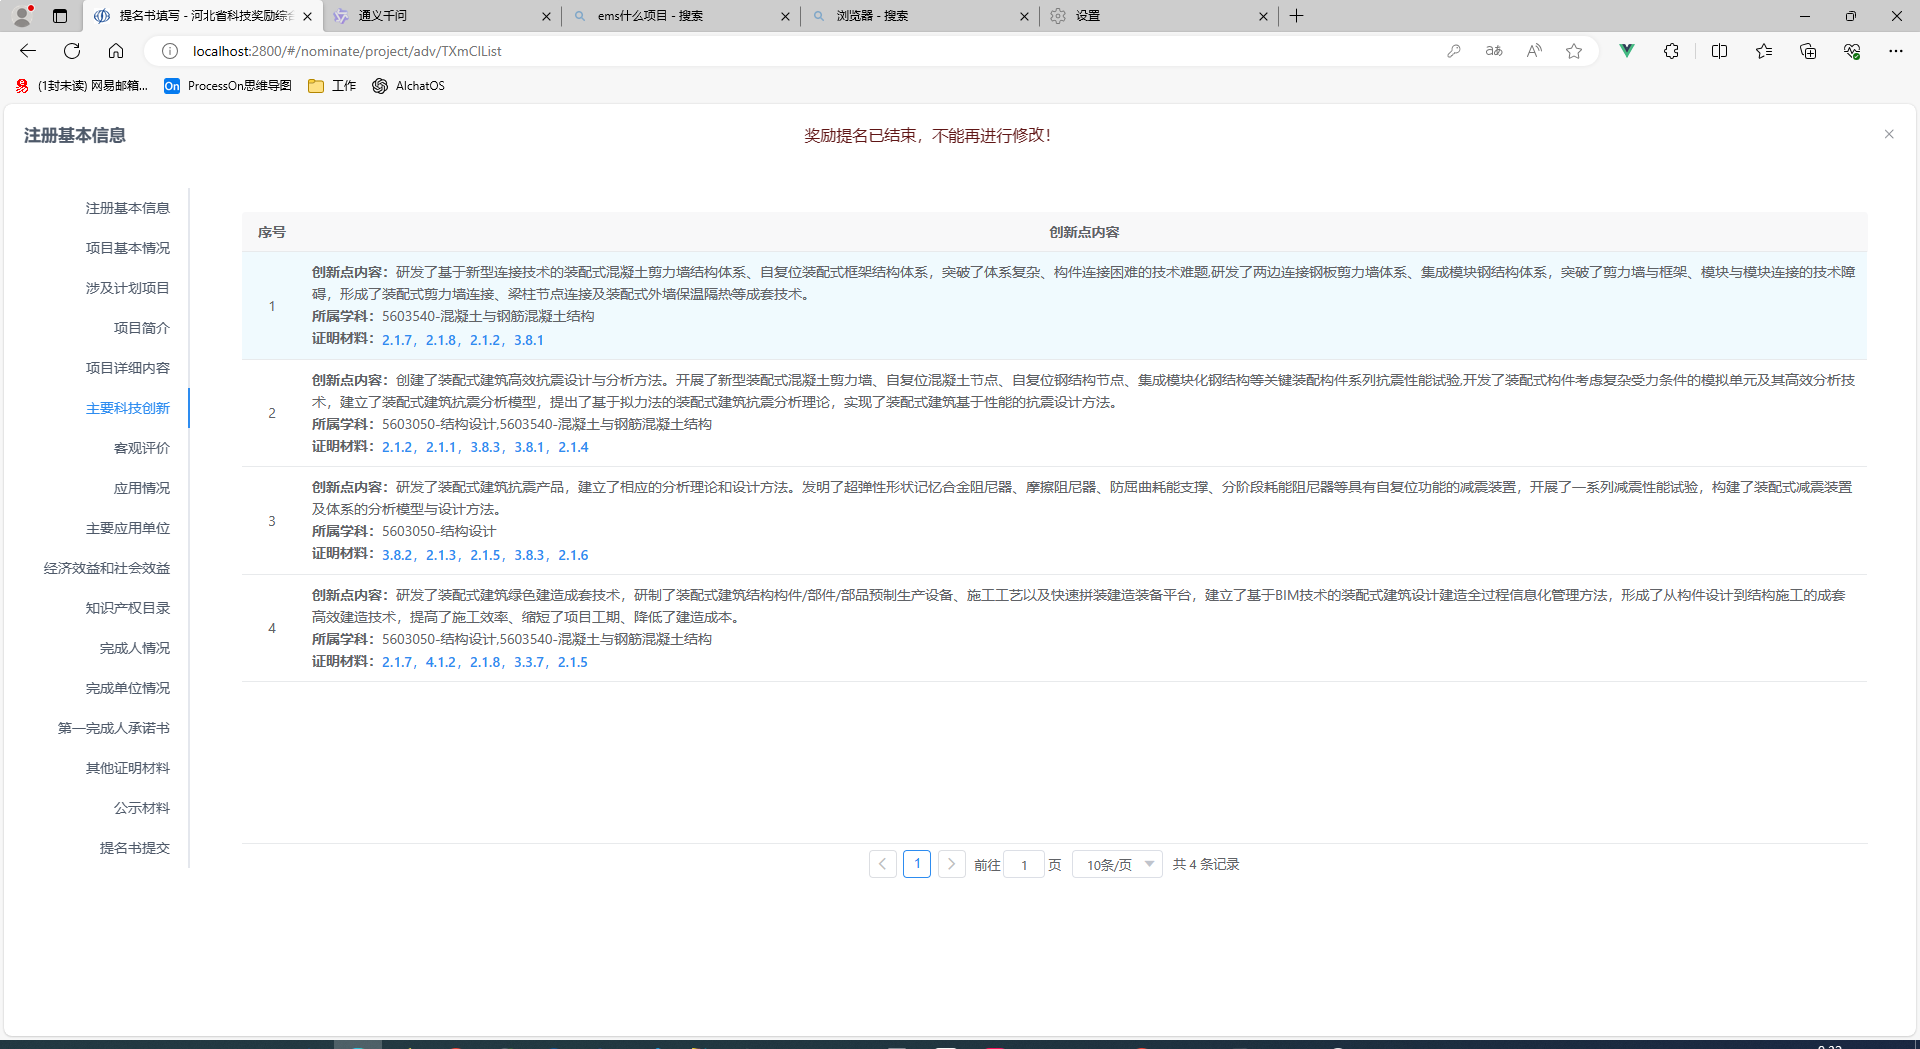 提名书填写 - 河北省科技奖励综合
通义千问
ems什么项目 - 搜索
浏览器 - 搜索
设置
localhost:2800/#/nominate/project/adv/TXmCIList
aあ
(1封未读) 网易邮箱...
On ProcessOn思维导图
工作
AIchatOS
注册基本信息
奖励提名已结束，不能再进行修改！
注册基本信息
项目基本情况
涉及计划项目
项目简介
项目详细内容
主要科技创新
客观评价
应用情况
主要应用单位
经济效益和社会效益
知识产权目录
完成人情况
完成单位情况
第一完成人承诺书
其他证明材料
公示材料
提名书提交
序号 创新点内容
1
创新点内容：研发了基于新型连接技术的装配式混凝土剪力墙结构体系、自复位装配式框架结构体系，突破了体系复杂、构件连接困难的技术难题,研发了两边连接钢板剪力墙体系、集成模块钢结构体系，突破了剪力墙与框架、模块与模块连接的技术障
碍，形成了装配式剪力墙连接、梁柱节点连接及装配式外墙保温隔热等成套技术。
所属学科：5603540-混凝土与钢筋混凝土结构
证明材料：2.1.7，2.1.8，2.1.2，3.8.1
2
创新点内容：创建了装配式建筑高效抗震设计与分析方法。开展了新型装配式混凝土剪力墙、自复位混凝土节点、自复位钢结构节点、集成模块化钢结构等关键装配构件系列抗震性能试验,开发了装配式构件考虑复杂受力条件的模拟单元及其高效分析技
术，建立了装配式建筑抗震分析模型，提出了基于拟力法的装配式建筑抗震分析理论，实现了装配式建筑基于性能的抗震设计方法。
所属学科：5603050-结构设计,5603540-混凝土与钢筋混凝土结构
证明材料：2.1.2，2.1.1，3.8.3，3.8.1，2.1.4
3
创新点内容：研发了装配式建筑抗震产品，建立了相应的分析理论和设计方法。发明了超弹性形状记忆合金阻尼器、摩擦阻尼器、防屈曲耗能支撑、分阶段耗能阻尼器等具有自复位功能的减震装置，开展了一系列减震性能试验，构建了装配式减震装置
及体系的分析模型与设计方法。
所属学科：5603050-结构设计
证明材料：3.8.2，2.1.3，2.1.5，3.8.3，2.1.6
4
创新点内容：研发了装配式建筑绿色建造成套技术，研制了装配式建筑结构构件/部件/部品预制生产设备、施工工艺以及快速拼装建造装备平台，建立了基于BIM技术的装配式建筑设计建造全过程信息化管理方法，形成了从构件设计到结构施工的成套
高效建造技术，提高了施工效率、缩短了项目工期、降低了建造成本。
所属学科：5603050-结构设计,5603540-混凝土与钢筋混凝土结构
证明材料：2.1.7，4.1.2，2.1.8，3.3.7，2.1.5
1 前往 1 页 10条/页 共 4 条记录